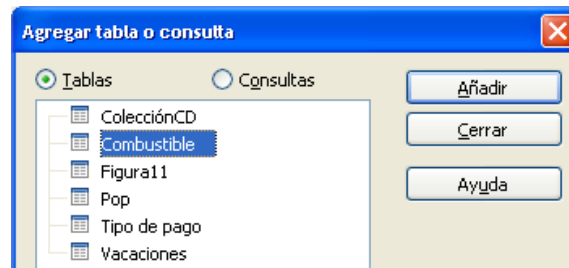 Agregar tabla o consulta
Tablas
Consultas
Añadir
ColecciónCD
Combustible
Cerrar
Figura11
Pop
Ayuda
Tipo de pago
Vacaciones